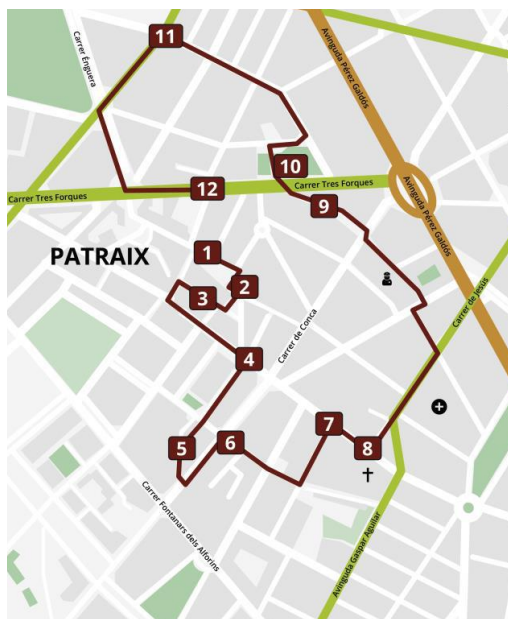 11
Carrer Énguera
Avinguda Pérez Galdós
10
12
Carrer Tres Forques
Carrer Tres Forques
Avinguda Pérez Galdós
9
PATRAIX
1
2
3
Carrer de Jesús
Carrer de Conca
4
7
5
6
8
Carrer Fontanars dels Alforins
Avinguda Gaspar Aguilar